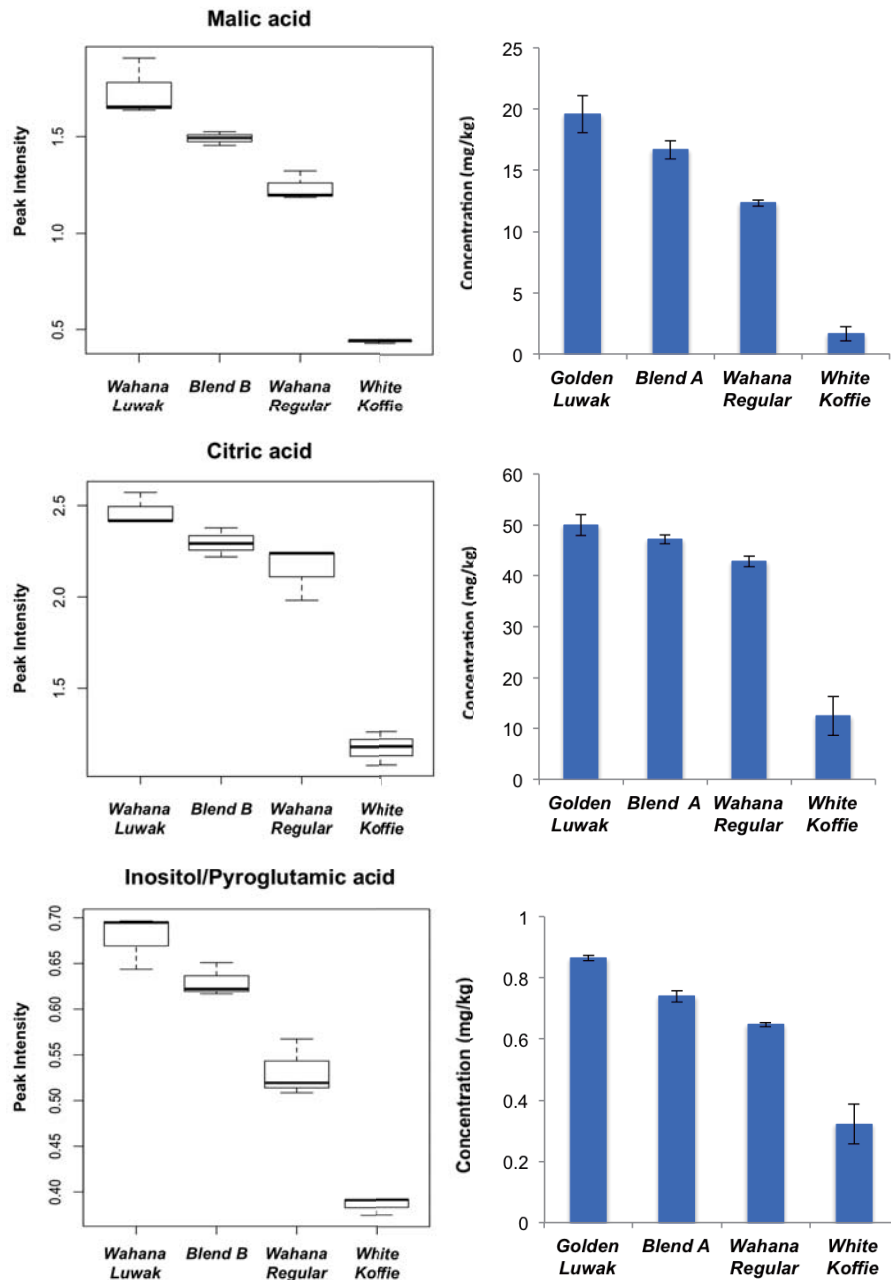 Malic acid
Peak Intensity
1.5
1.0
0.5
Wahana
Luwak
Blend B
Wahana
Regular
White
Koffie
Concentration (mg/kg)
25
20
15
10
5
0
Golden
Luwak
Blend A
Wahana
Regular
White
Koffie
Citric acid
Peak Intensity
2.5
2.0
1.5
Wahana
Luwak
Blend B
Wahana
Regular
White
Koffie
Concentration (mg/kg)
60
50
40
30
20
10
0
Golden
Luwak
Blend A
Wahana
Regular
White
Koffie
Inositol/Pyroglutamic acid
Peak Intensity
0.70
0.65
0.60
0.55
0.50
0.45
0.40
Wahana
Luwak
Blend B
Wahana
Regular
White
Koffie
Concentration (mg/kg)
1
0.8
0.6
0.4
0.2
0
Golden
Luwak
Blend A
Wahana
Regular
White
Koffie